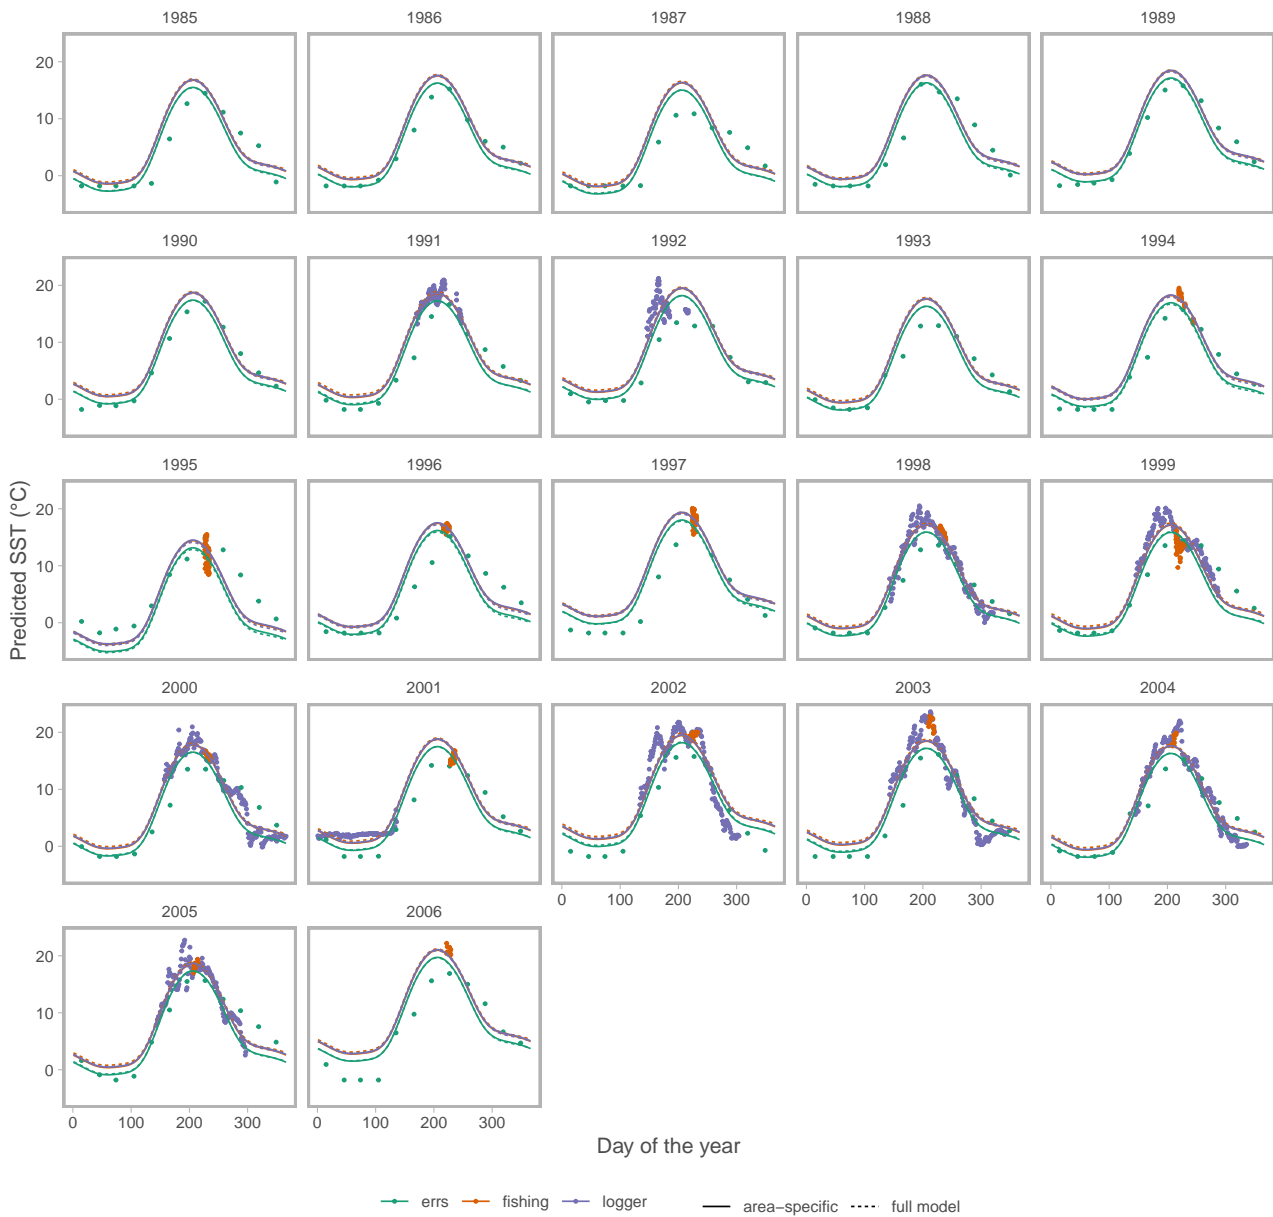 1985 1986 1987 1988 1989
20
10
0
1990 1991 1992 1993 1994
20
10
0
1995 1996 1997 1998 1999
20
10
0
Predicted SST (°C)
2000 2001 2002 2003 2004
20
10
0
0 100 200 300 0 100 200 300 0 100 200 300
2005 2006
20
10
0
0 100 200 300 0 100 200 300
Day of the year
errs fishing logger area−specific full model